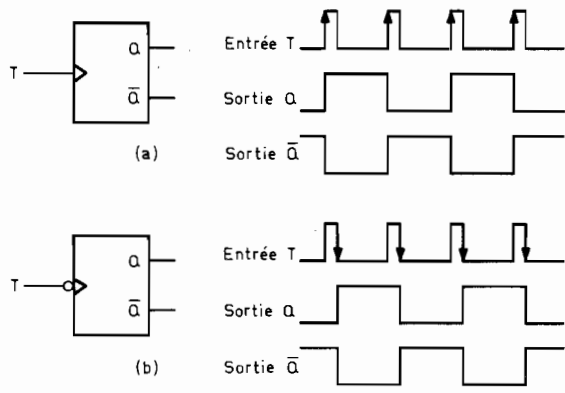 T
Q
Q̅
(a)
Entrée T
Sortie Q
Sortie Q̅
T
Q
Q̅
(b)
Entrée T
Sortie Q
Sortie Q̅